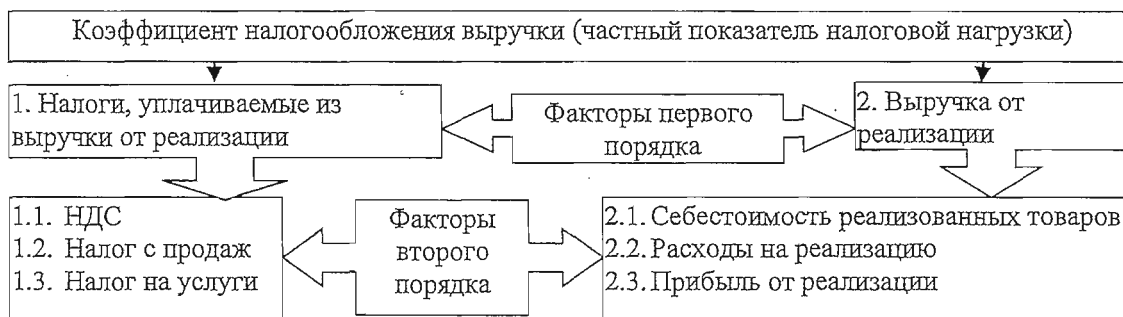 Коэффициент налогообложения выручки (частный показатель налоговой нагрузки)
1. Налоги, уплачиваемые из
выручки от реализации
Факторы первого
порядка
2. Выручка от
реализации
1.1. НДС
1.2. Налог с продаж
1.3. Налог на услуги
Факторы
второго
порядка
2.1. Себестоимость реализованных товаров
2.2. Расходы на реализацию
2.3. Прибыль от реализации